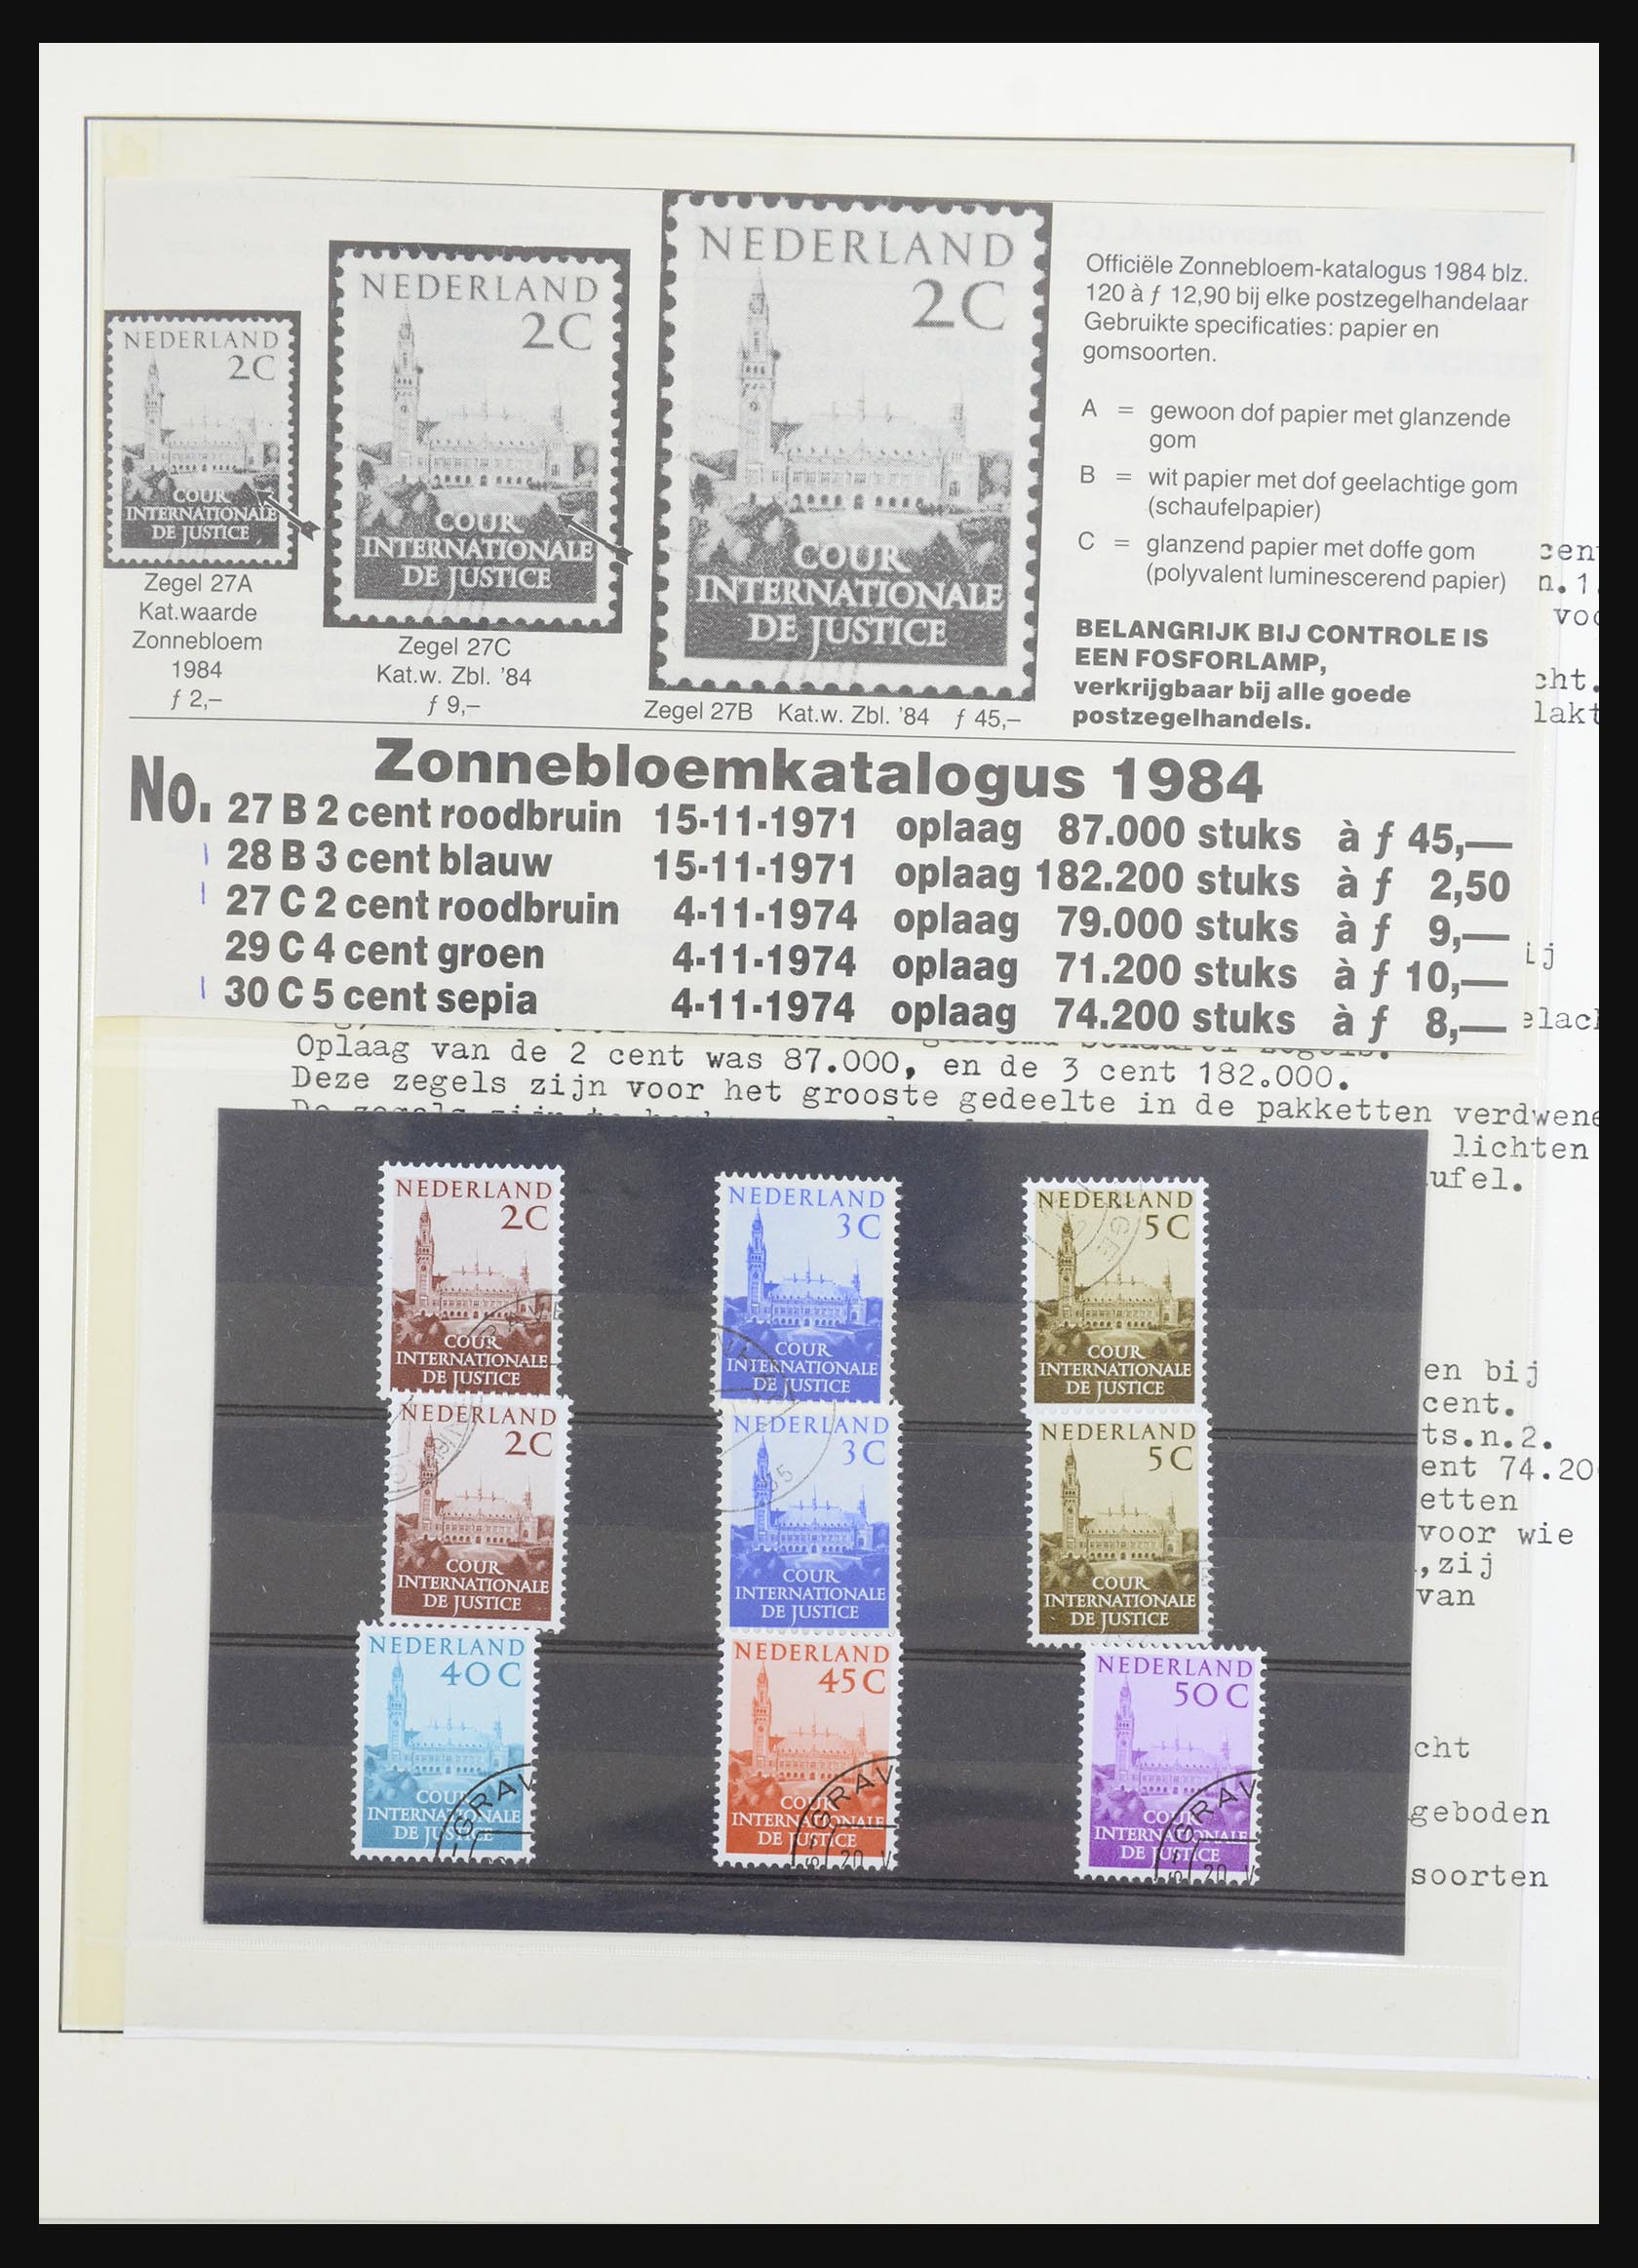 NEDERLAND
2C
COUR
INTERNATIONALE
DE JUSTICE
Zegel 27A
Kat.waarde
Zonnebloem
1984
ƒ 2,–
NEDERLAND
2C
COUR
INTERNATIONALE
DE JUSTICE
Zegel 27C
Kat.w. Zbl. '84
ƒ 9,–
NEDERLAND
2C
COUR
INTERNATIONALE
DE JUSTICE
Zegel 27B Kat.w. Zbl. '84 ƒ 45,–
Officiële Zonnebloem-katalogus 1984 blz.
120 à ƒ 12,90 bij elke postzegelhandelaar
Gebruikte specificaties: papier en
gomsoorten.
A = gewoon dof papier met glanzende
gom
B = wit papier met dof geelachtige gom
(schaufelpapier)
C = glanzend papier met doffe gom
(polyvalent luminescerend papier)
BELANGRIJK BIJ CONTROLE IS
EEN FOSFORLAMP,
verkrijgbaar bij alle goede
postzegelhandels.
cht.
Zonnebloemkatalogus 1984
No. 27 B 2 cent roodbruin 15-11-1971 oplaag 87.000 stuks à ƒ 45,—
28 B 3 cent blauw 15-11-1971 oplaag 182.200 stuks à ƒ 2,50
27 C 2 cent roodbruin 4-11-1974 oplaag 79.000 stuks à ƒ 9,—
29 C 4 cent groen 4-11-1974 oplaag 71.200 stuks à ƒ 10,—
30 C 5 cent sepia 4-11-1974 oplaag 74.200 stuks à ƒ 8,—
Oplaag van de 2 cent was 87.000, en de 3 cent 182.000.
Deze zegels zijn voor het grooste gedeelte in de pakketten verdwene
lichten
ufel.
NEDERLAND
2C
COUR
INTERNATIONALE
DE JUSTICE
NEDERLAND
3C
COUR
INTERNATIONALE
DE JUSTICE
NEDERLAND
5C
COUR
INTERNATIONALE
DE JUSTICE
en bij
cent.
ts.n.2.
ent 74.20
etten
voor wie
,zij
van
NEDERLAND
2C
COUR
INTERNATIONALE
DE JUSTICE
NEDERLAND
3C
COUR
INTERNATIONALE
DE JUSTICE
NEDERLAND
5C
COUR
INTERNATIONALE
DE JUSTICE
NEDERLAND
40C
COUR
INTERNATIONALE
DE JUSTICE
GRAV
NEDERLAND
45C
COUR
INTERNATIONALE
DE JUSTICE
GRAV
20 V
NEDERLAND
50C
COUR
INTERNATIONALE
DE JUSTICE
GRAV
20 V
cht
geboden
soorten